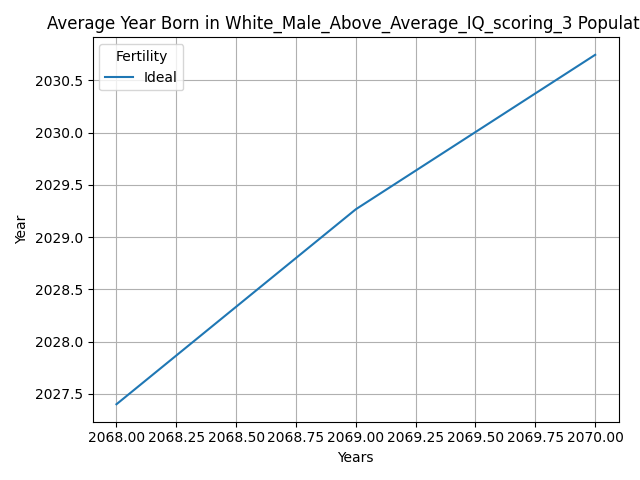 Average Year Born in White_Male_Above_Average_IQ_scoring_3 Populat
Fertility
Ideal
2030.5
2030.0
2029.5
2029.0
2028.5
2028.0
2027.5
Year
2068.00 2068.25 2068.50 2068.75 2069.00 2069.25 2069.50 2069.75 2070.00
Years